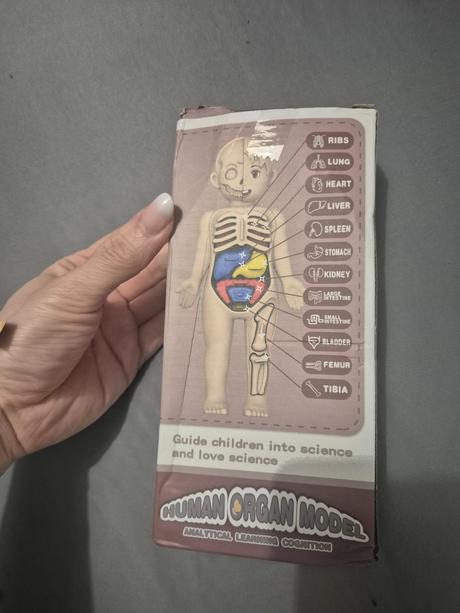 RIBS
LUNG
HEART
LIVER
SPLEEN
STOMACH
KIDNEY
LARGE
INTESTINE
SMALL
INTESTINE
BLADDER
FEMUR
TIBIA
Guide children into science
and love science
HUMAN ORGAN MODEL
ANALYTICAL LEARNING COGNITION